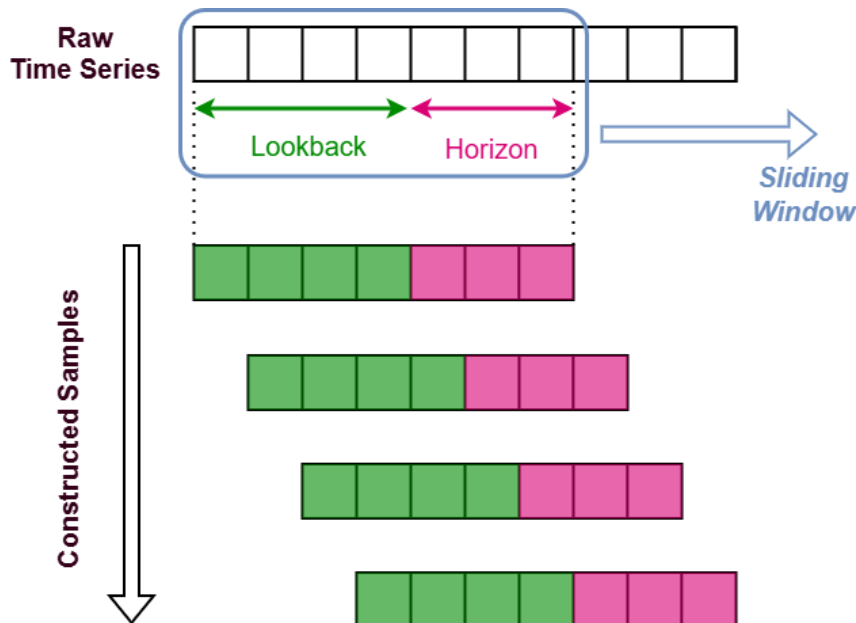 Raw
Time Series
Lookback
Horizon
Sliding
Window
Constructed Samples